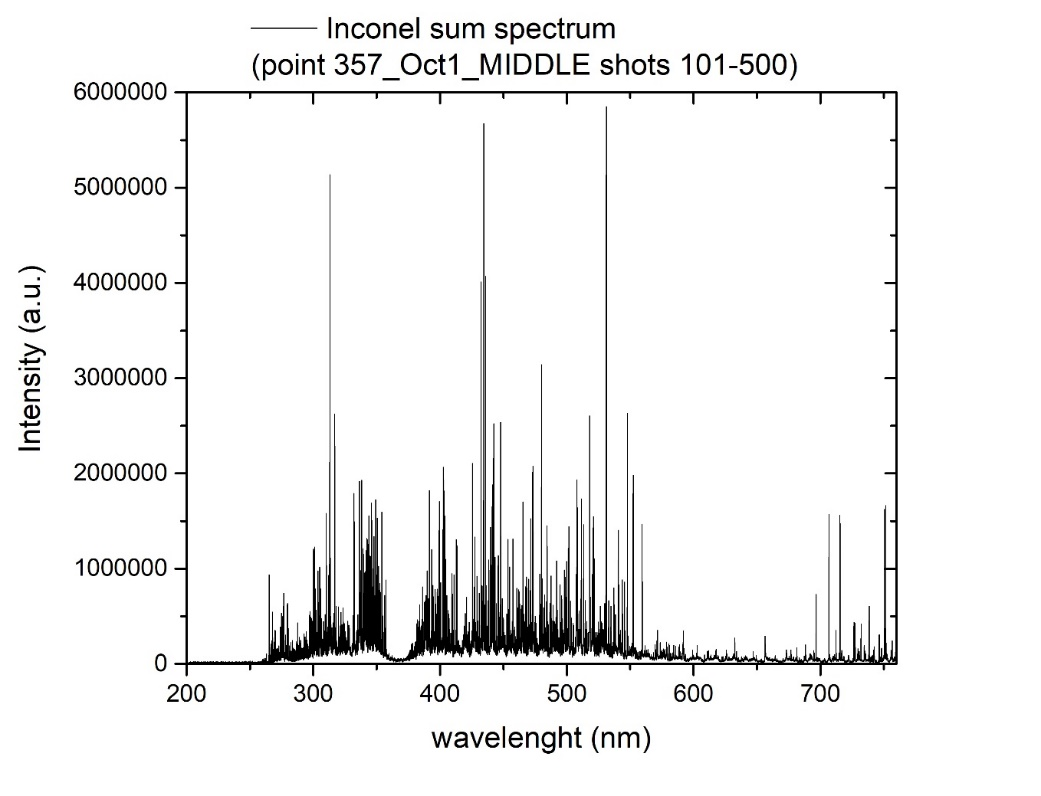 Inconel sum spectrum
(point 357_Oct1_MIDDLE shots 101-500)
6000000
5000000
4000000
3000000
2000000
1000000
0
Intensity (a.u.)
200 300 400 500 600 700
wavelenght (nm)